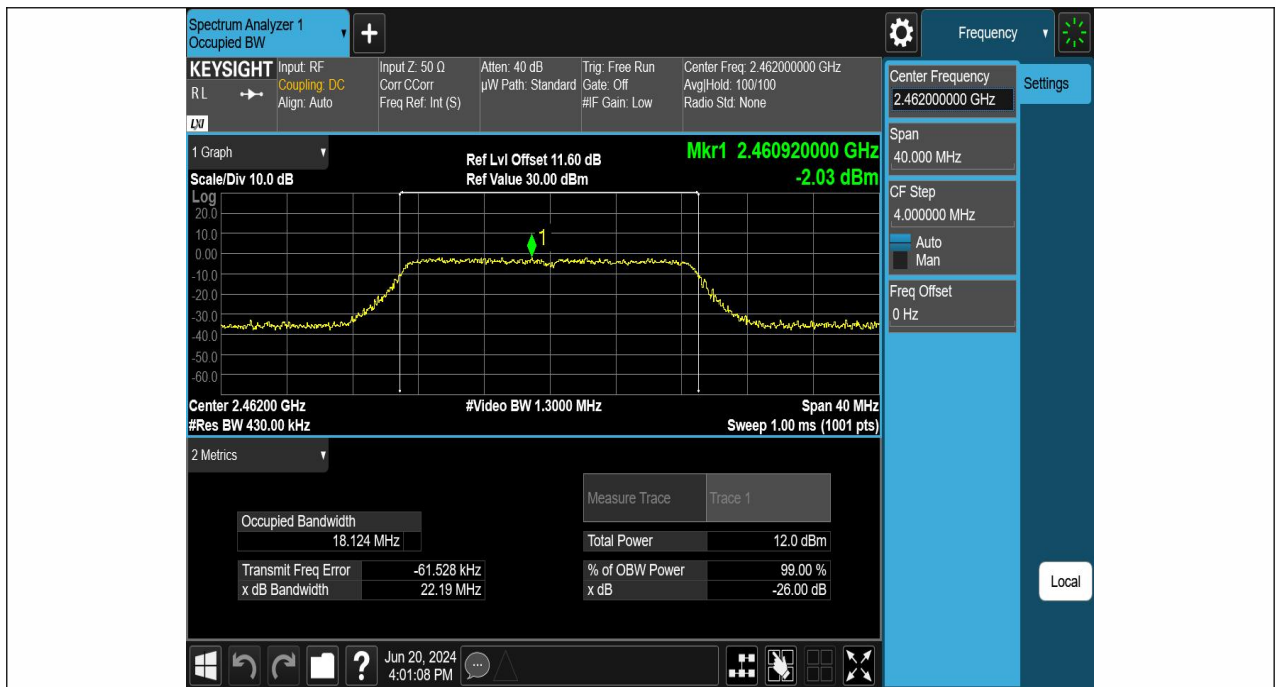 Spectrum Analyzer 1
Occupied BW
+
Frequency
KEYSIGHT
R L
LXI
Input: RF
Coupling: DC
Align: Auto
Input Z: 50 Ω
Corr CCorr
Freq Ref: Int (S)
Atten: 40 dB
µW Path: Standard
Trig: Free Run
Gate: Off
#IF Gain: Low
Center Freq: 2.462000000 GHz
Avg|Hold: 100/100
Radio Std: None
Center Frequency
2.462000000 GHz
Settings
Span
40.000 MHz
CF Step
4.000000 MHz
Auto
Man
Freq Offset
0 Hz
Local
1 Graph
Scale/Div 10.0 dB
Ref Lvl Offset 11.60 dB
Ref Value 30.00 dBm
Mkr1 2.460920000 GHz
-2.03 dBm
Log
20.0
10.0
0.00
-10.0
-20.0
-30.0
-40.0
-50.0
-60.0
1
Center 2.46200 GHz
#Video BW 1.3000 MHz
Span 40 MHz
#Res BW 430.00 kHz
Sweep 1.00 ms (1001 pts)
2 Metrics
Measure Trace Trace 1
Occupied Bandwidth
18.124 MHz
Total Power 12.0 dBm
Transmit Freq Error -61.528 kHz
% of OBW Power 99.00 %
x dB Bandwidth 22.19 MHz
x dB -26.00 dB
?
Jun 20, 2024
4:01:08 PM